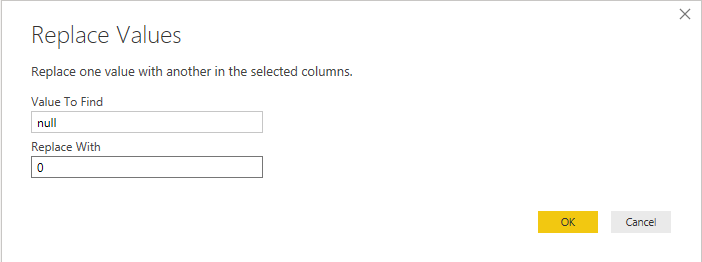 Replace Values
Replace one value with another in the selected columns.
Value To Find
null
Replace With
0
OK Cancel